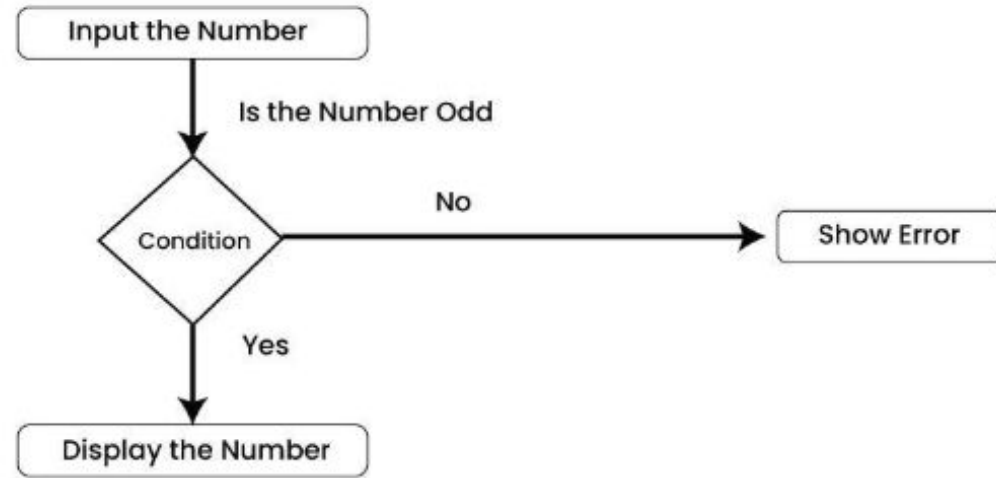 Input the Number
Is the Number Odd
No
Condition
Show Error
Yes
Display the Number